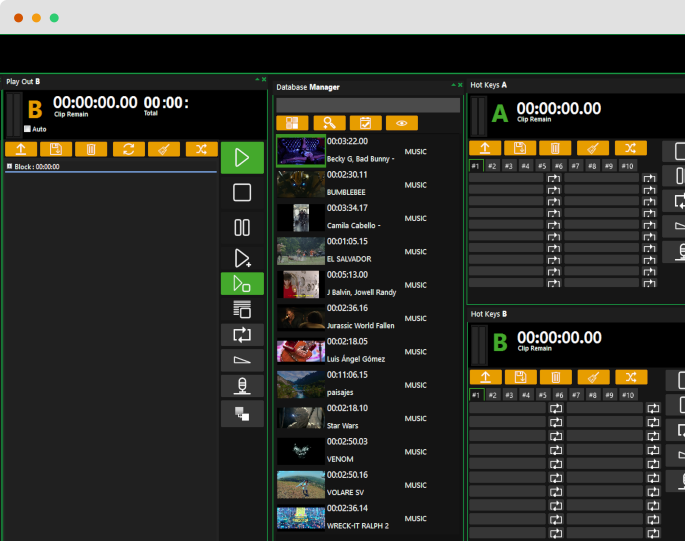 Play Out B
B
00:00:00.00 00:00:
Clip Remain
Total
Auto
Block : 00:00:00
Database Manager
00:03:22.00
Becky G, Bad Bunny -
MUSIC
00:02:30.11
BUMBLEBEE
MUSIC
00:03:34.17
Camila Cabello -
MUSIC
00:01:05.15
EL SALVADOR
MUSIC
00:05:13.00
J Balvin, Jowell Randy
MUSIC
00:02:36.16
Jurassic World Fallen
MUSIC
00:02:18.05
Luis Ángel Gómez
MUSIC
00:11:06.15
paisajes
MUSIC
00:02:18.10
Star Wars
MUSIC
00:02:50.03
VENOM
MUSIC
00:02:50.16
VOLARE SV
MUSIC
00:02:36.14
WRECK-IT RALPH 2
MUSIC
Hot Keys A
A
00:00:00.00
Clip Remain
#1 #2 #3 #4 #5 #6 #7 #8 #9 #10
Hot Keys B
B
00:00:00.00
Clip Remain
#1 #2 #3 #4 #5 #6 #7 #8 #9 #10